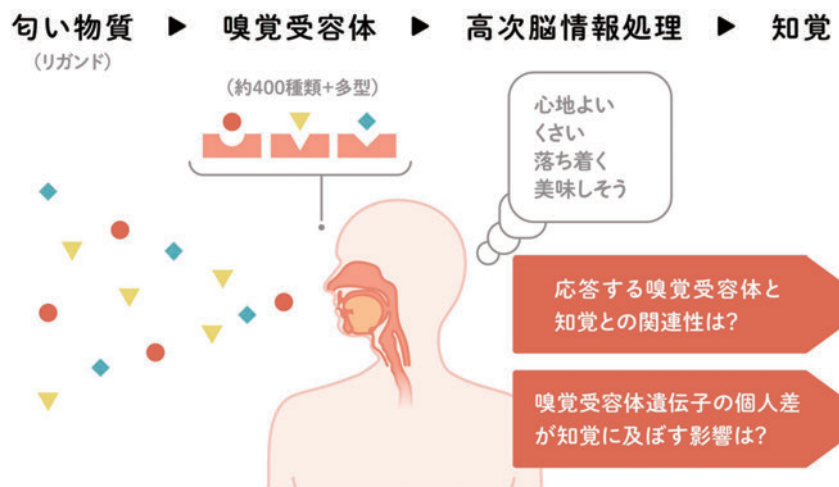 匂い物質 ▶ 嗅覚受容体 ▶ 高次脳情報処理 ▶ 知覚
(リガンド)
(約400種類+多型)
心地よい
くさい
落ち着く
美味しそう
応答する嗅覚受容体と
知覚との関連性は?
嗅覚受容体遺伝子の個人差
が知覚に及ぼす影響は?